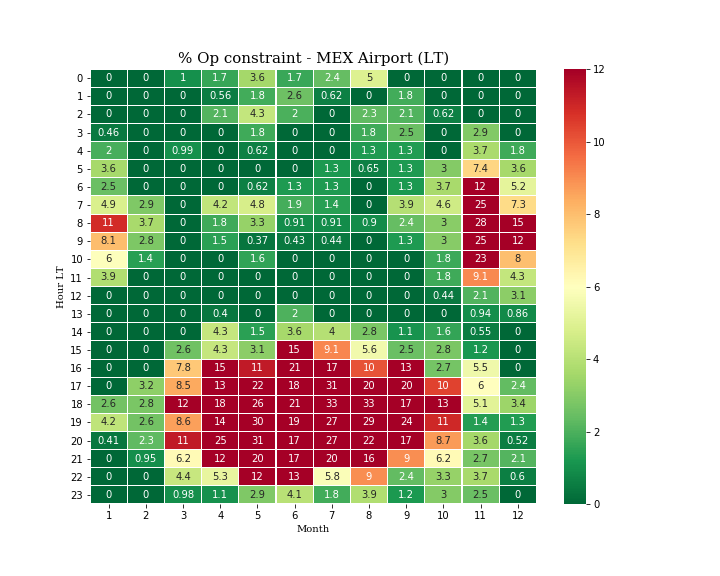 % Op constraint - MEX Airport (LT)
0 0 0 1 1.7 3.6 1.7 2.4 5 0 0 0 0
1 0 0 0 0.56 1.8 2.6 0.62 0 1.8 0 0 0
2 0 0 0 2.1 4.3 2 0 2.3 2.1 0.62 0 0
3 0.46 0 0 0 1.8 0 0 1.8 2.5 0 2.9 0
4 2 0 0.99 0 0.62 0 0 1.3 1.3 0 3.7 1.8
5 3.6 0 0 0 0 0 1.3 0.65 1.3 3 7.4 3.6
6 2.5 0 0 0 0.62 1.3 1.3 0 1.3 3.7 12 5.2
7 4.9 2.9 0 4.2 4.8 1.9 1.4 0 3.9 4.6 25 7.3
8 11 3.7 0 1.8 3.3 0.91 0.91 0.9 2.4 3 28 15
9 8.1 2.8 0 1.5 0.37 0.43 0.44 0 1.3 3 25 12
10 6 1.4 0 0 1.6 0 0 0 0 1.8 23 8
11 3.9 0 0 0 0 0 0 0 0 1.8 9.1 4.3
12 0 0 0 0 0 0 0 0 0 0.44 2.1 3.1
13 0 0 0 0.4 0 2 0 0 0 0 0.94 0.86
14 0 0 0 4.3 1.5 3.6 4 2.8 1.1 1.6 0.55 0
15 0 0 2.6 4.3 3.1 15 9.1 5.6 2.5 2.8 1.2 0
16 0 0 7.8 15 11 21 17 10 13 2.7 5.5 0
17 0 3.2 8.5 13 22 18 31 20 20 10 6 2.4
18 2.6 2.8 12 18 26 21 33 33 17 13 5.1 3.4
19 4.2 2.6 8.6 14 30 19 27 29 24 11 1.4 1.3
20 0.41 2.3 11 25 31 17 27 22 17 8.7 3.6 0.52
21 0 0.95 6.2 12 20 17 20 16 9 6.2 2.7 2.1
22 0 0 4.4 5.3 12 13 5.8 9 2.4 3.3 3.7 0.6
23 0 0 0.98 1.1 2.9 4.1 1.8 3.9 1.2 3 2.5 0
1 2 3 4 5 6 7 8 9 10 11 12
Month
Hour LT
12
10
8
6
4
2
0